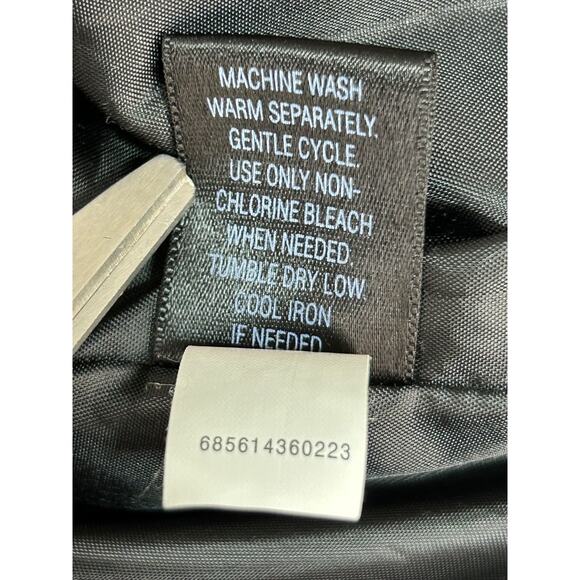 MACHINE WASH
WARM SEPARATELY.
GENTLE CYCLE.
USE ONLY NON-
CHLORINE BLEACH
WHEN NEEDED.
TUMBLE DRY LOW.
COOL IRON
IF NEEDED.
685614360223